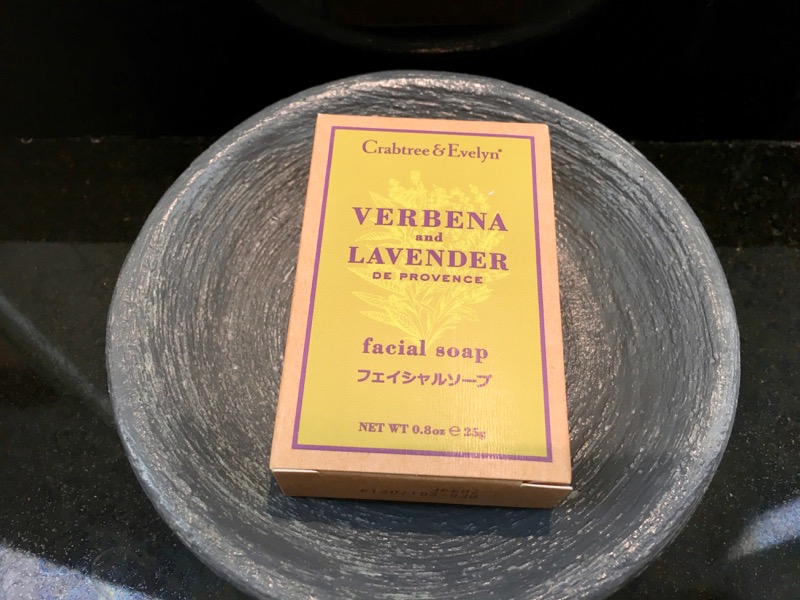 Crabtree & Evelyn®
VERBENA
and
LAVENDER
DE PROVENCE
facial soap
フェイシャルソープ
NET WT 0.8oz ℮ 25g